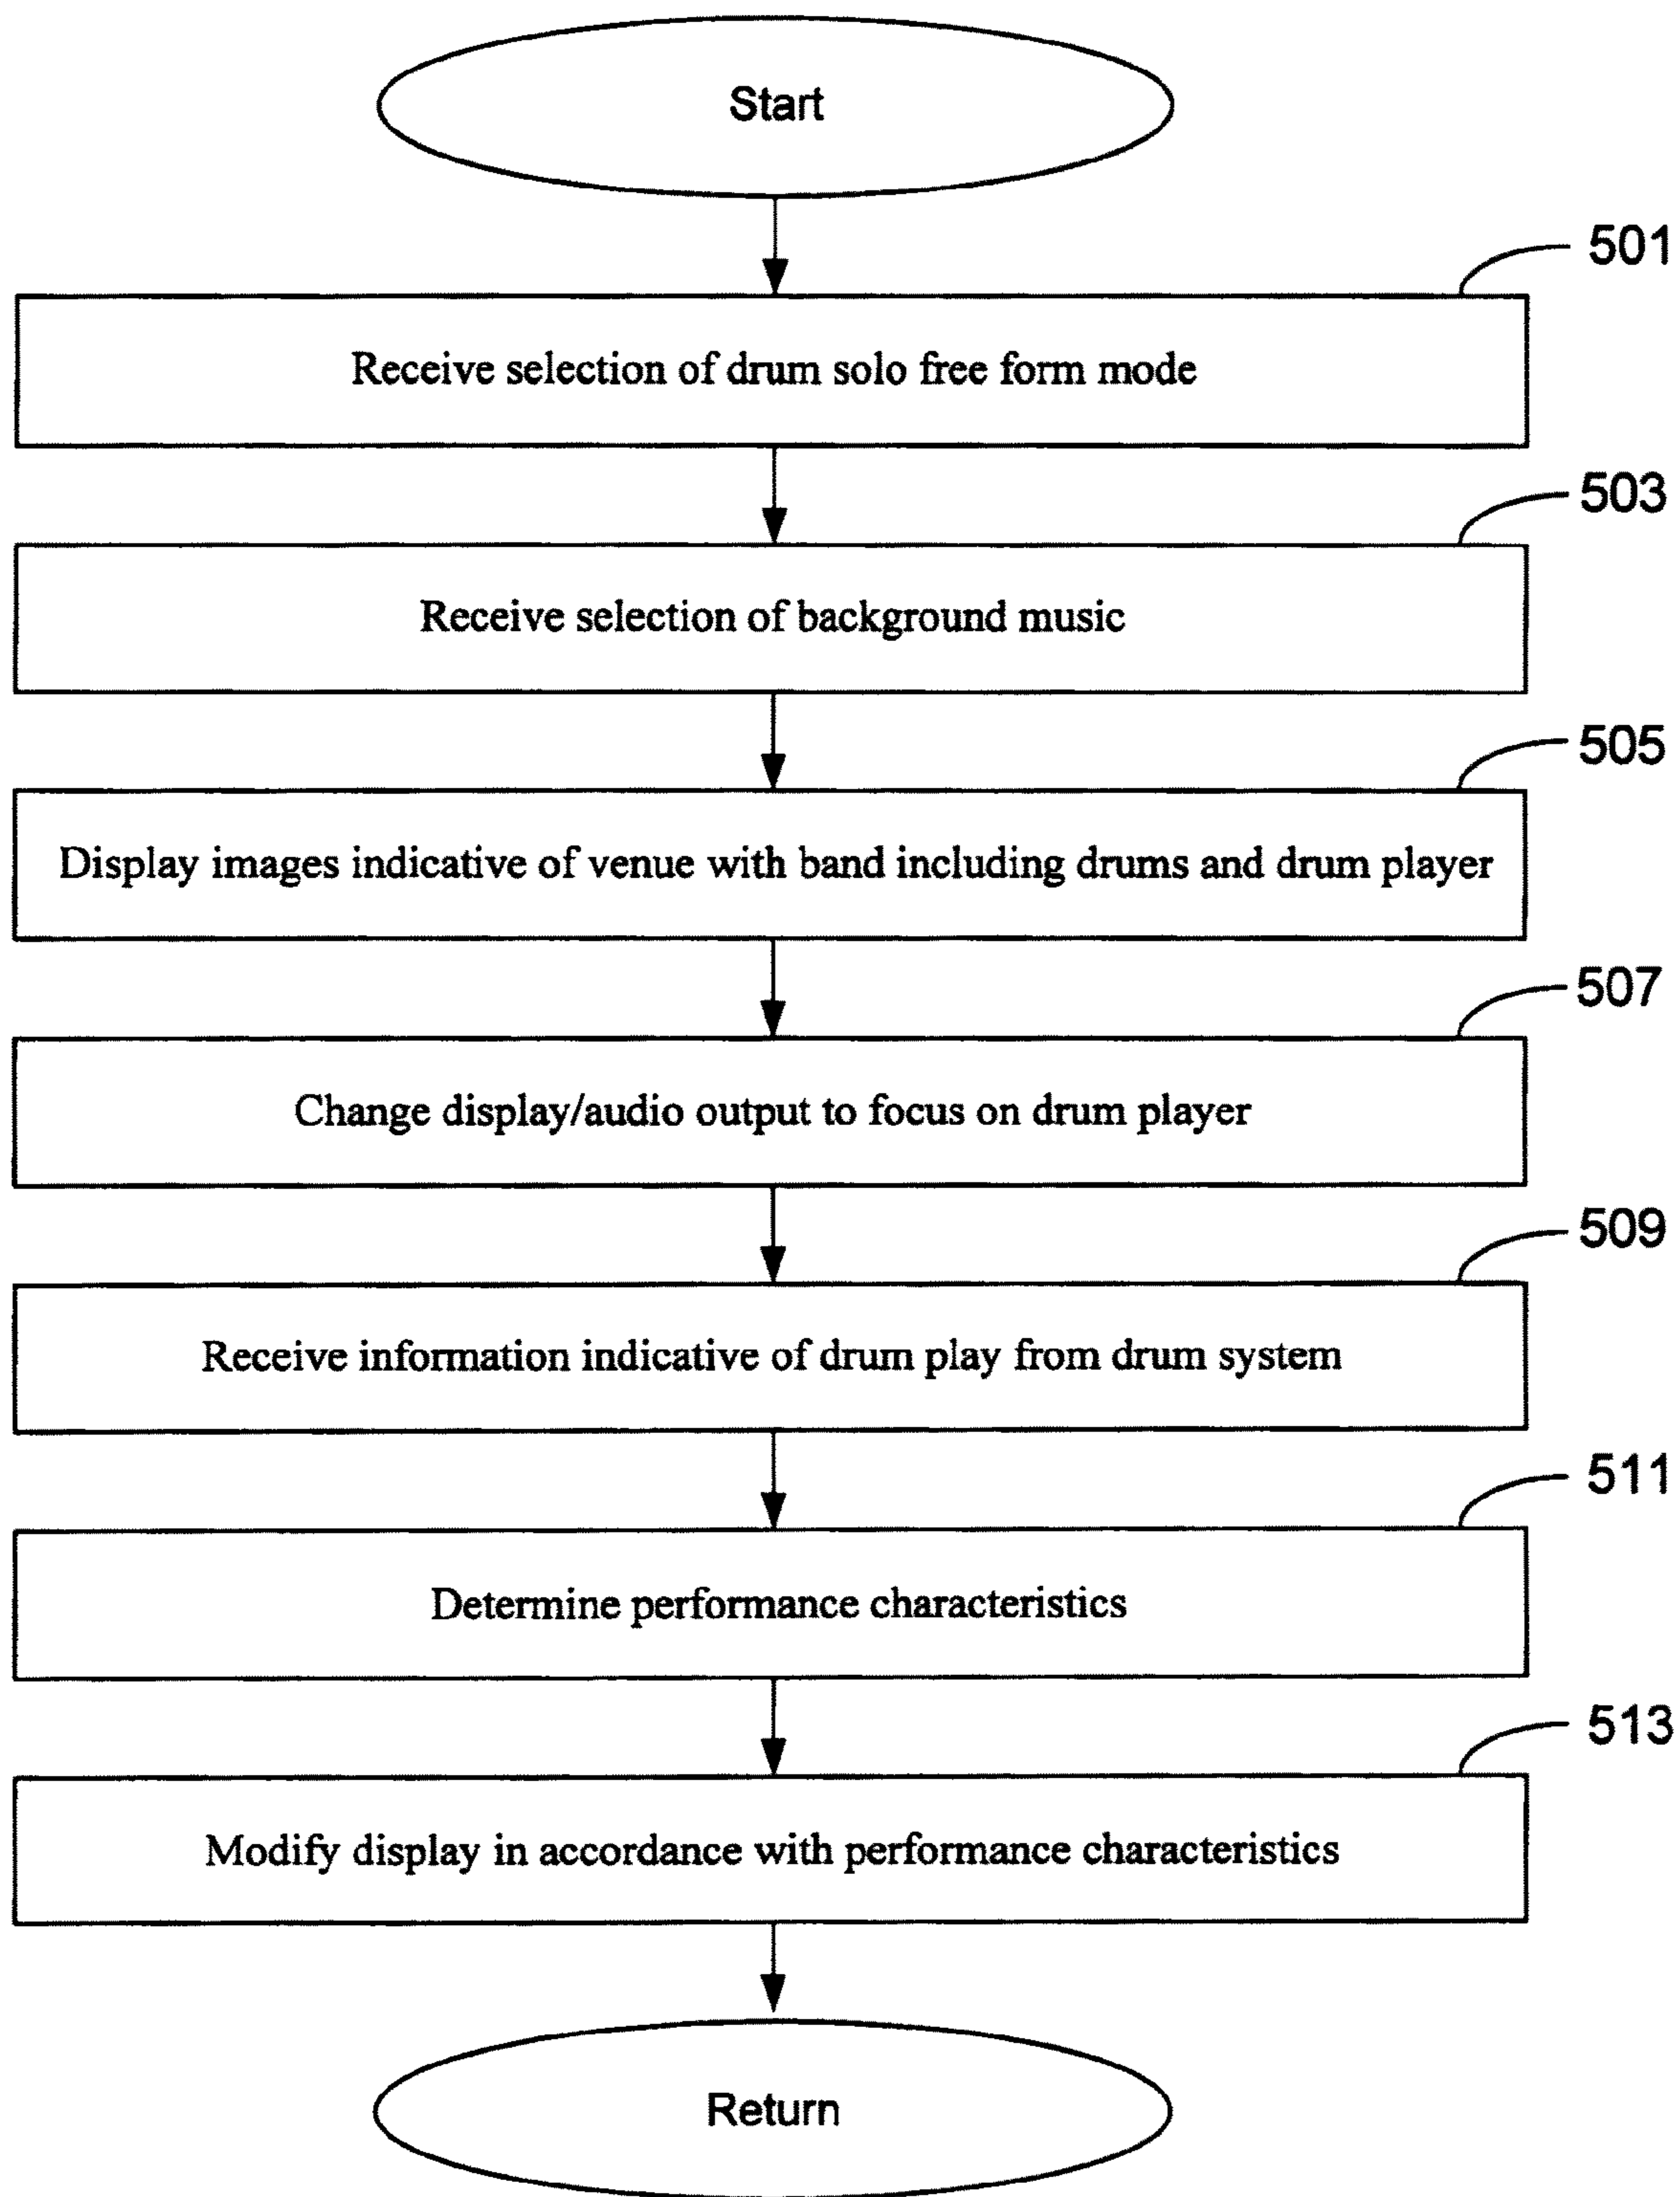 Start
501
Receive selection of drum solo free form mode
503
Receive selection of background music
505
Display images indicative of venue with band including drums and drum player
507
Change display/audio output to focus on drum player
509
Receive information indicative of drum play from drum system
511
Determine performance characteristics
513
Modify display in accordance with performance characteristics
Return